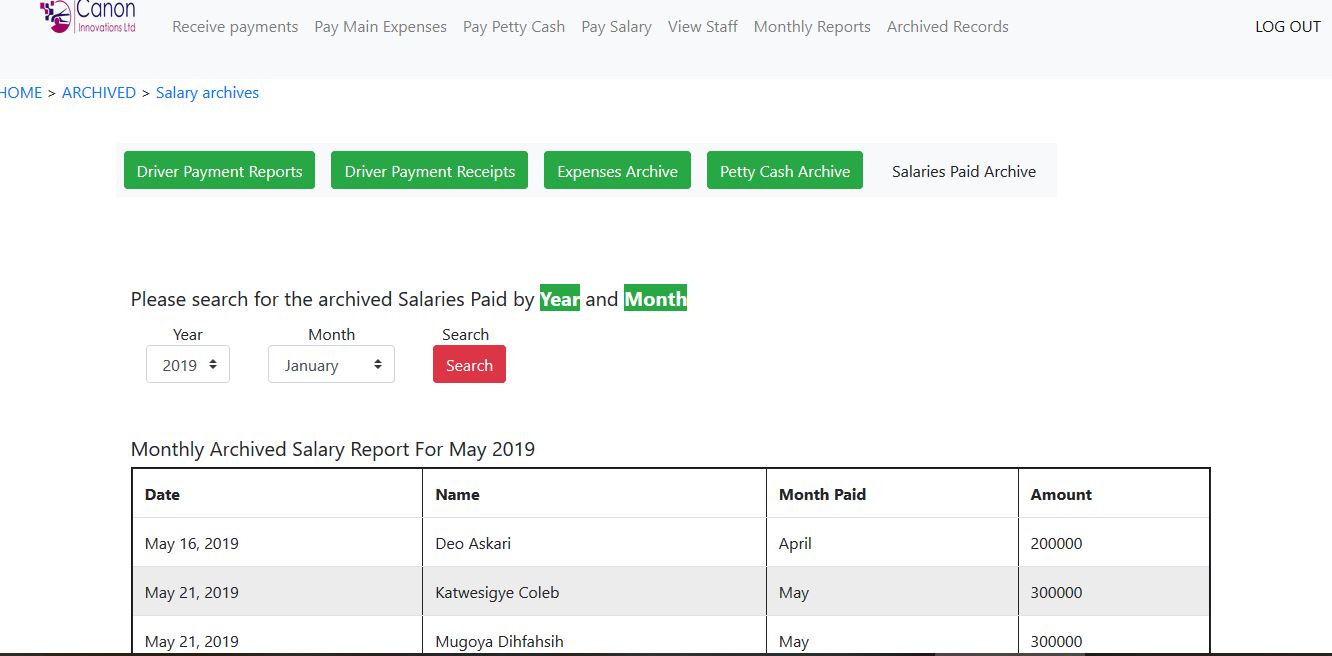 Canon
Innovations Ltd
Receive payments Pay Main Expenses Pay Petty Cash Pay Salary View Staff Monthly Reports Archived Records LOG OUT
HOME > ARCHIVED > Salary archives
Driver Payment Reports Driver Payment Receipts Expenses Archive Petty Cash Archive Salaries Paid Archive
Please search for the archived Salaries Paid by Year and Month
Year Month Search
2019 January Search
Monthly Archived Salary Report For May 2019
Date Name Month Paid Amount
May 16, 2019 Deo Askari April 200000
May 21, 2019 Katwesigye Coleb May 300000
May 21, 2019 Mugoya Dihfahsih May 300000